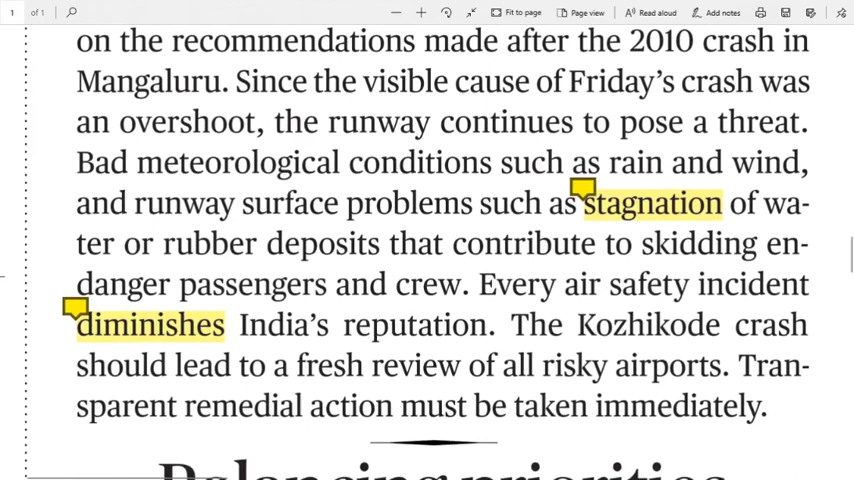 1 of 1 Fit to page Page view Read aloud Add notes
on the recommendations made after the 2010 crash in
Mangaluru. Since the visible cause of Friday's crash was
an overshoot, the runway continues to pose a threat.
Bad meteorological conditions such as rain and wind,
and runway surface problems such as stagnation of wa-
ter or rubber deposits that contribute to skidding en-
danger passengers and crew. Every air safety incident
diminishes India's reputation. The Kozhikode crash
should lead to a fresh review of all risky airports. Tran-
sparent remedial action must be taken immediately.
Balancing priorities